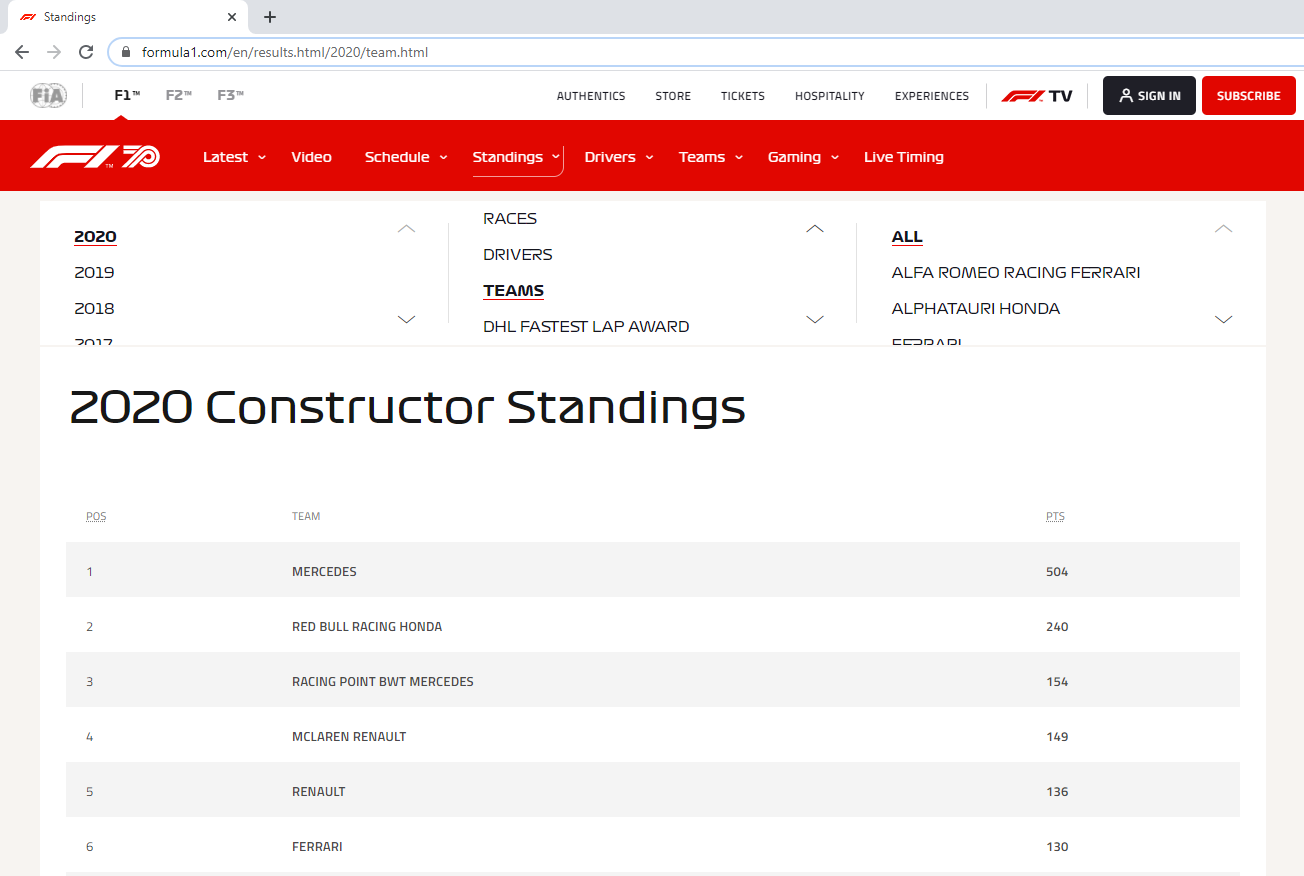 Standings
formula1.com/en/results.html/2020/team.html
FIA F1™ F2™ F3™ AUTHENTICS STORE TICKETS HOSPITALITY EXPERIENCES F1 TV SIGN IN SUBSCRIBE
F1 70 Latest Video Schedule Standings Drivers Teams Gaming Live Timing
2020
2019
2018
2017
RACES
DRIVERS
TEAMS
DHL FASTEST LAP AWARD
ALL
ALFA ROMEO RACING FERRARI
ALPHATAURI HONDA
FERRARI
2020 Constructor Standings
POS TEAM PTS
1 MERCEDES 504
2 RED BULL RACING HONDA 240
3 RACING POINT BWT MERCEDES 154
4 MCLAREN RENAULT 149
5 RENAULT 136
6 FERRARI 130